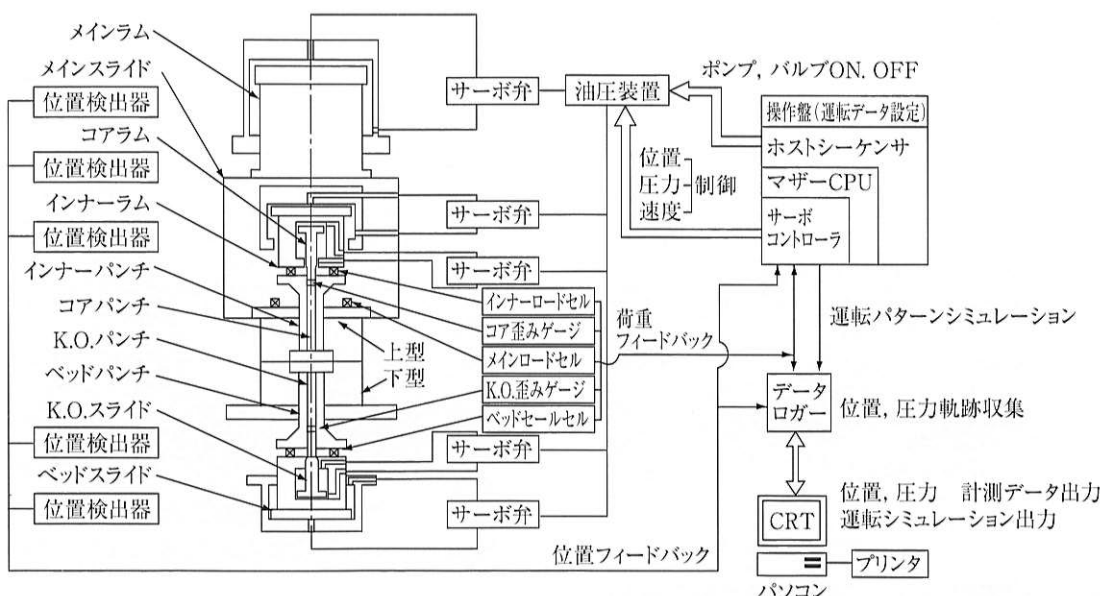 メインラム
メインスライド
位置検出器
コアラム
位置検出器
インナーラム
位置検出器
インナーパンチ
コアパンチ
K.O.パンチ
ベッドパンチ
K.O.スライド
位置検出器
ベッドスライド
位置検出器
上型
下型
サーボ弁
サーボ弁
サーボ弁
サーボ弁
サーボ弁
インナーロードセル
コア歪みゲージ
メインロードセル
K.O.歪みゲージ
ベッドセールセル
荷重
フィードバック
位置フィードバック
油圧装置
ポンプ, バルブON. OFF
位置
圧力 制御
速度
操作盤(運転データ設定)
ホストシーケンサ
マザーCPU
サーボ
コントローラ
運転パターンシミュレーション
データ
ロガー
位置, 圧力軌跡収集
CRT
位置, 圧力 計測データ出力
運転シミュレーション出力
プリンタ
パソコン